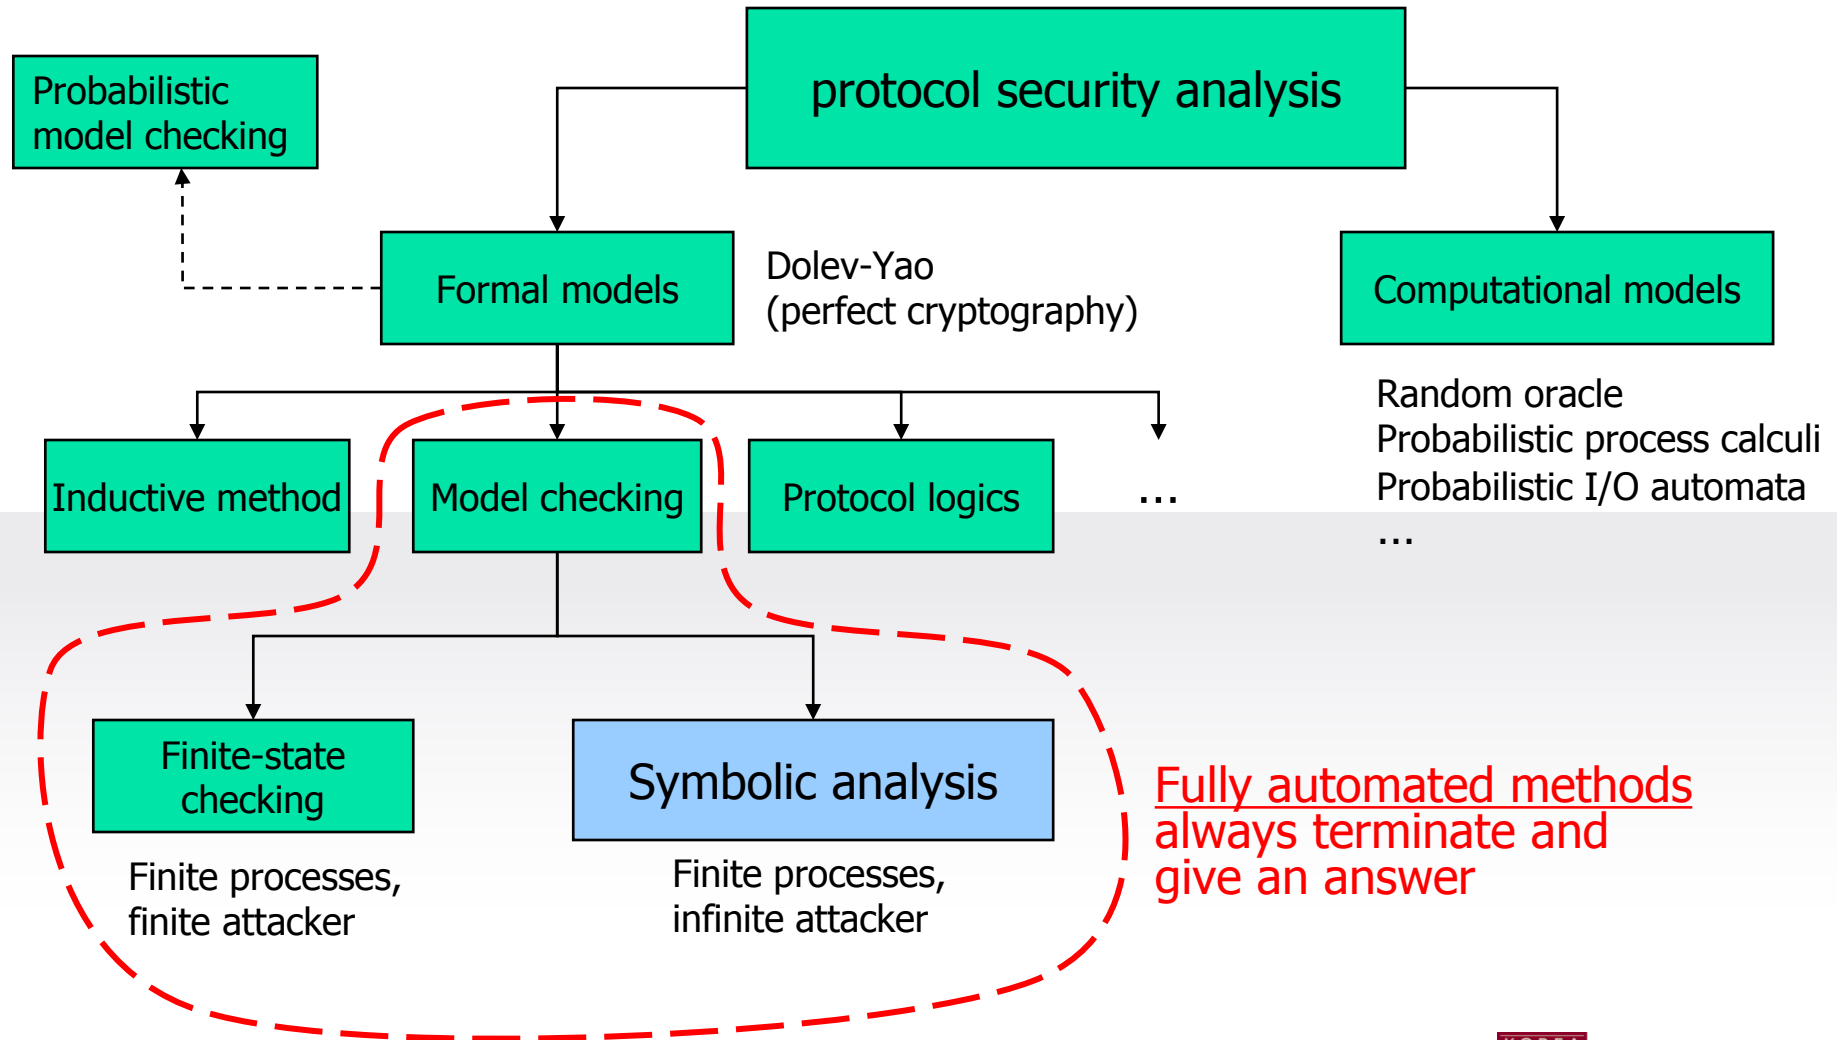 protocol security analysis
Probabilistic
model checking
Formal models
Dolev-Yao
(perfect cryptography)
Computational models
Random oracle
Probabilistic process calculi
Probabilistic I/O automata
...
Inductive method
Model checking
Protocol logics
...
Finite-state
checking
Symbolic analysis
Finite processes,
finite attacker
Finite processes,
infinite attacker
Fully automated methods
always terminate and
give an answer